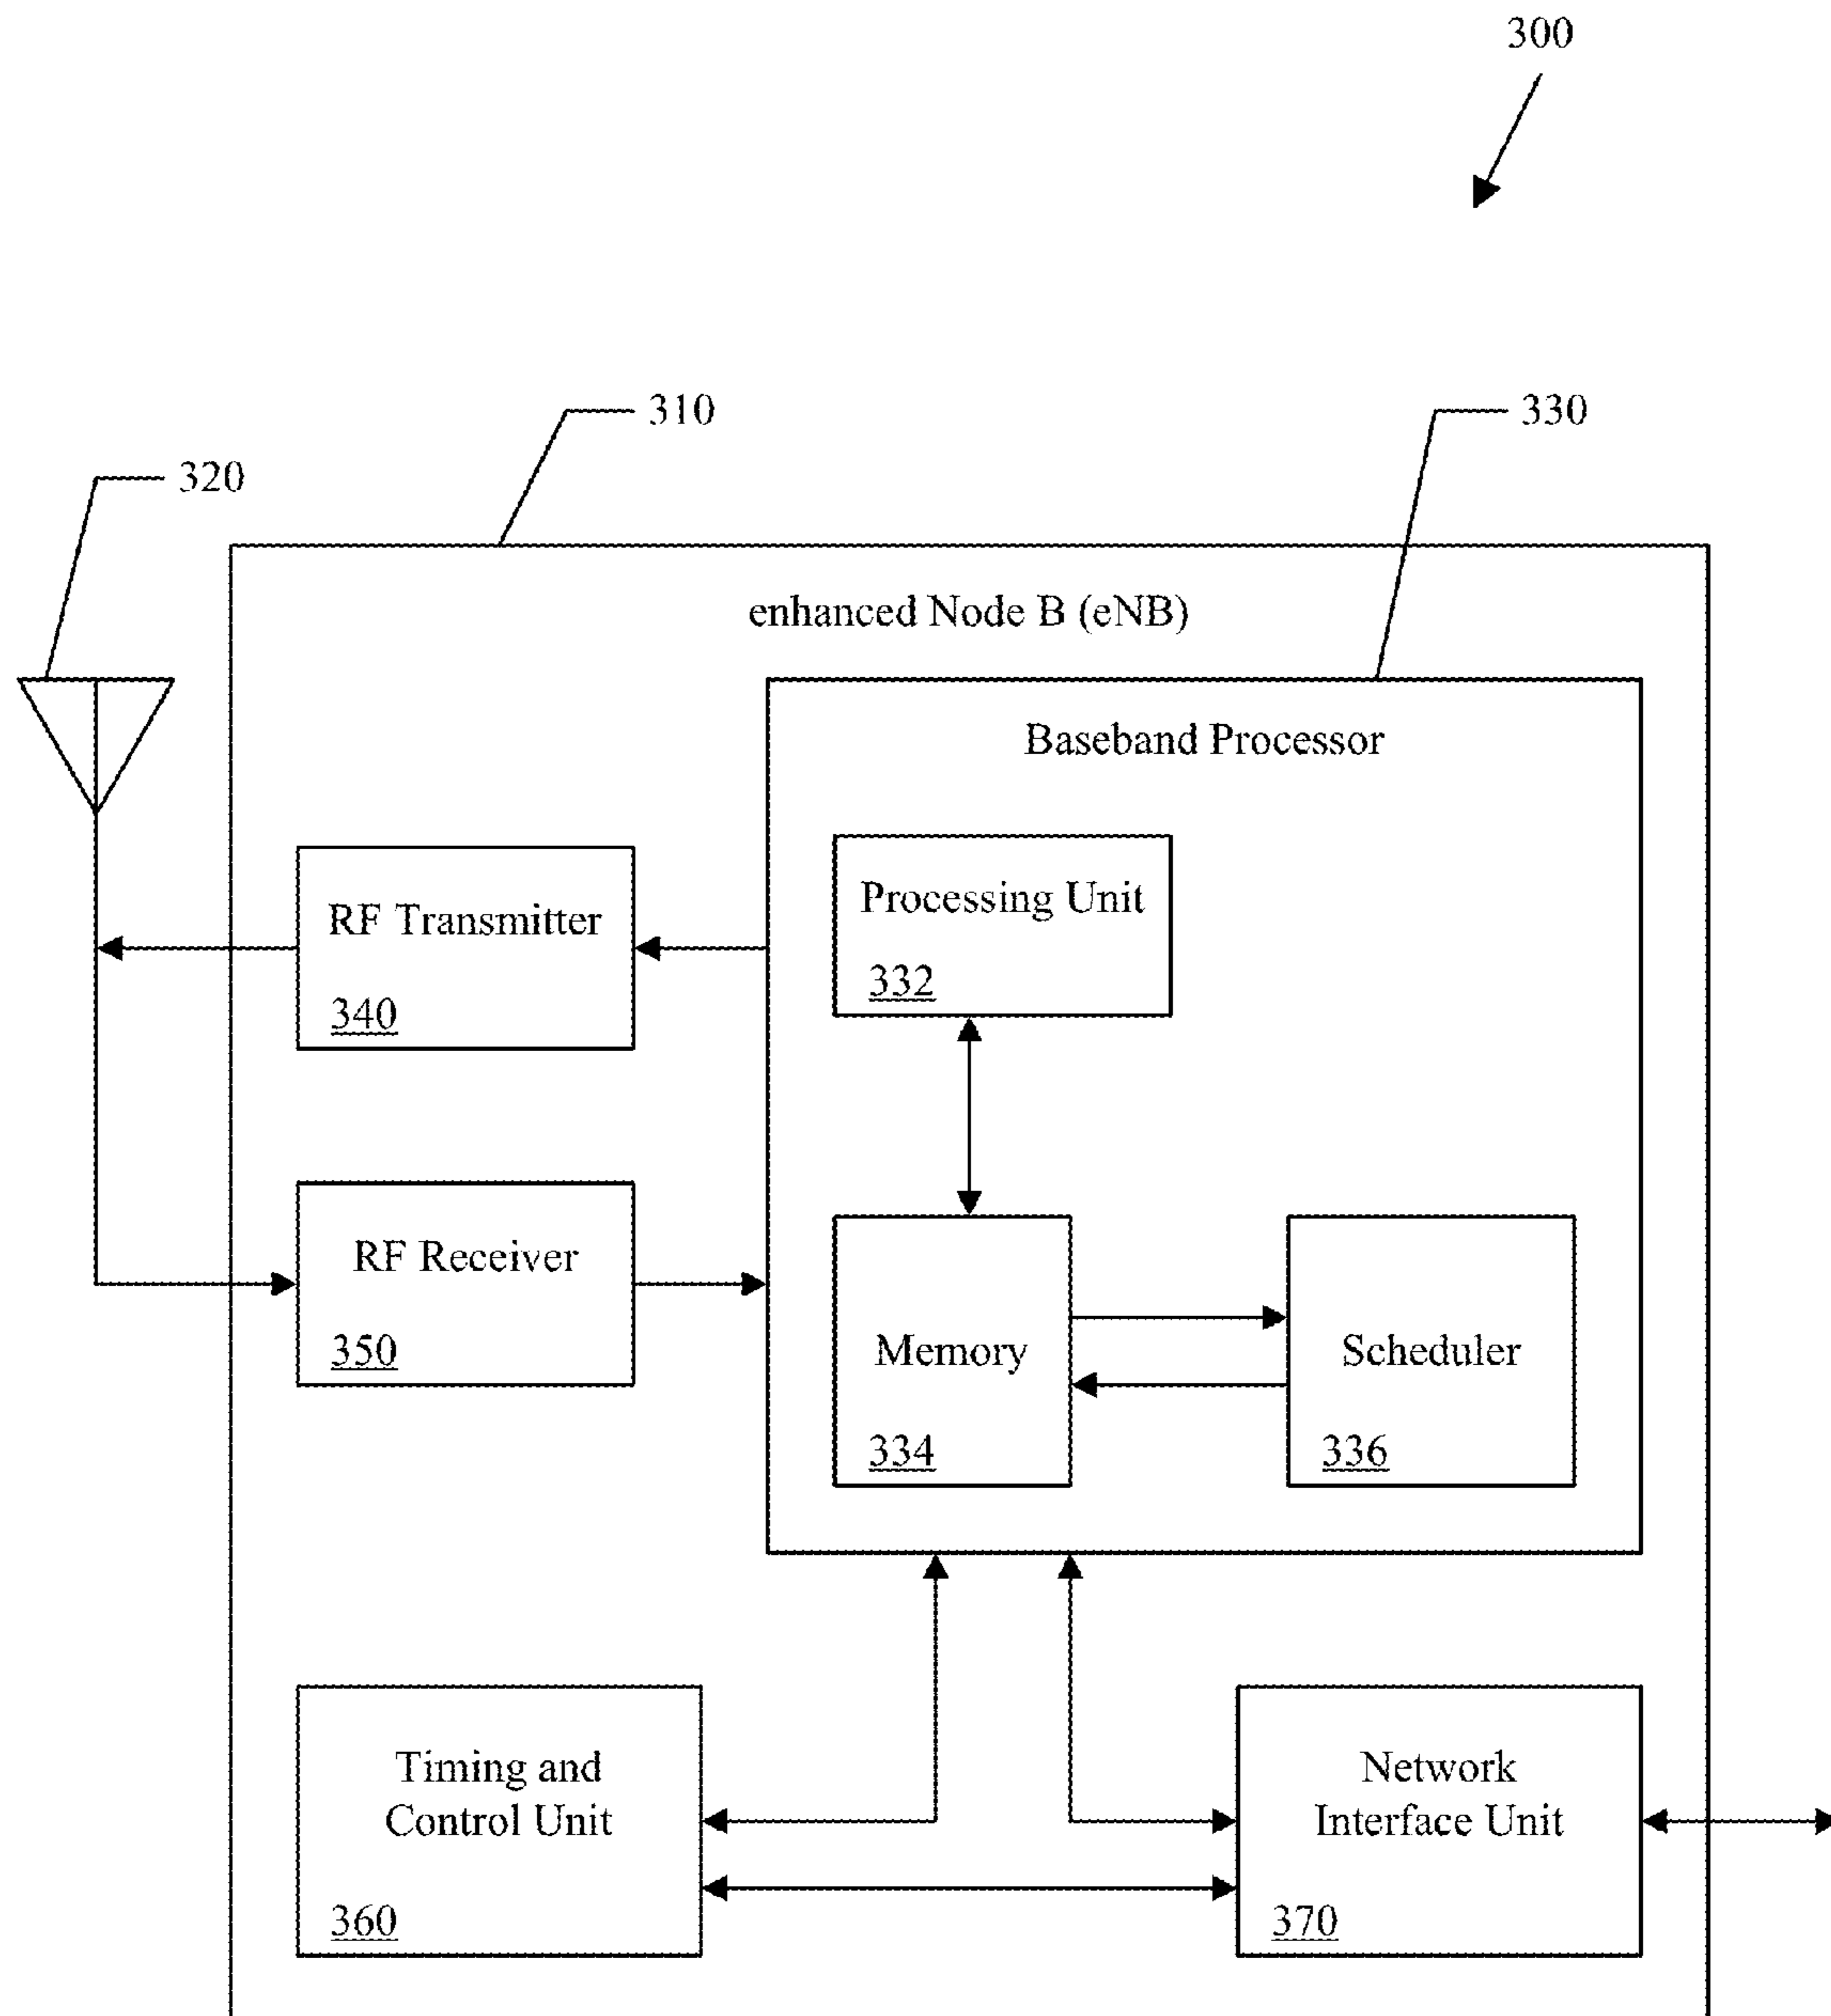 300
310
330
320
enhanced Node B (eNB)
Baseband Processor
Processing Unit
332
RF Transmitter
340
RF Receiver
350
Memory
334
Scheduler
336
Timing and
Control Unit
360
Network
Interface Unit
370